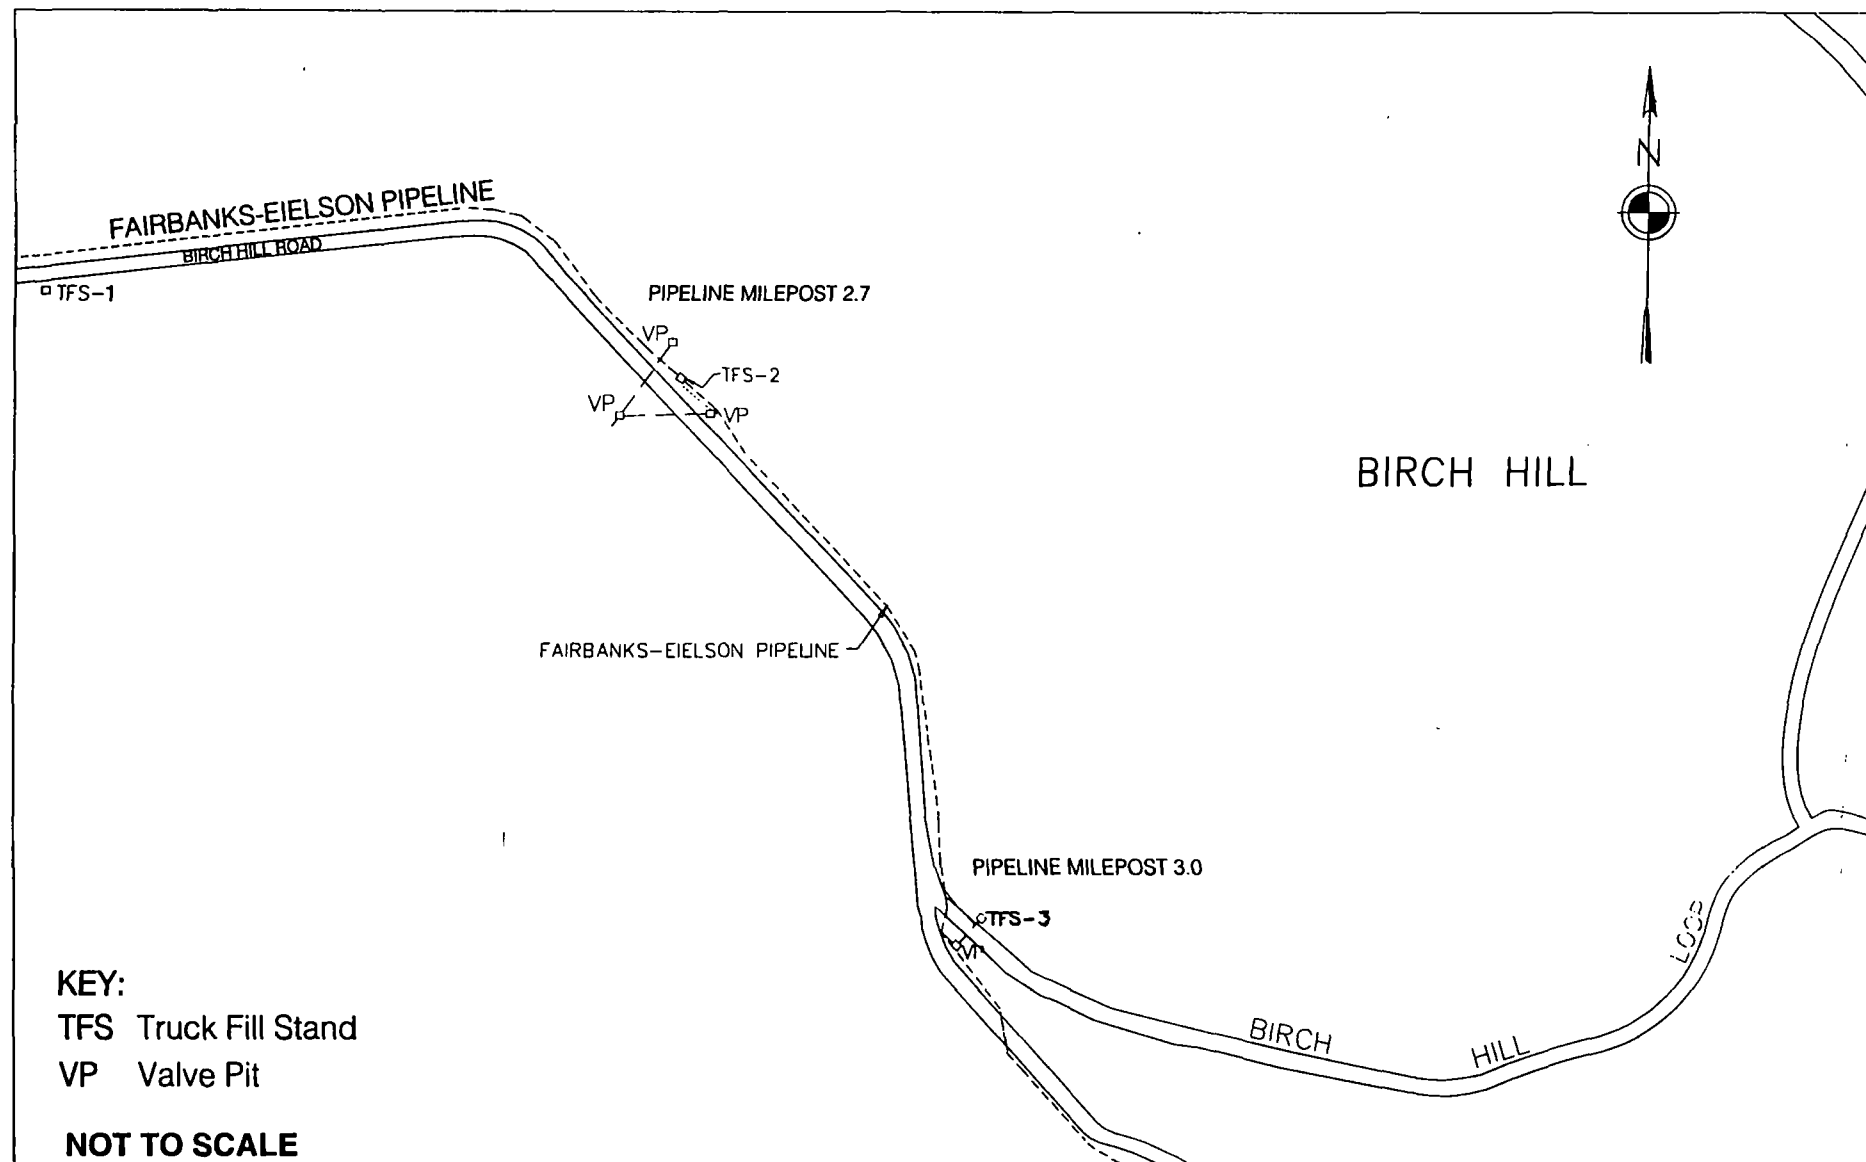 N
FAIRBANKS-EIELSON PIPELINE
BIRCH HILL ROAD
TFS-1
PIPELINE MILEPOST 2.7
VP
TFS-2
VP
VP
BIRCH HILL
FAIRBANKS-EIELSON PIPELINE
PIPELINE MILEPOST 3.0
TFS-3
VP
LOOP
BIRCH
HILL
KEY:
TFS Truck Fill Stand
VP Valve Pit
NOT TO SCALE